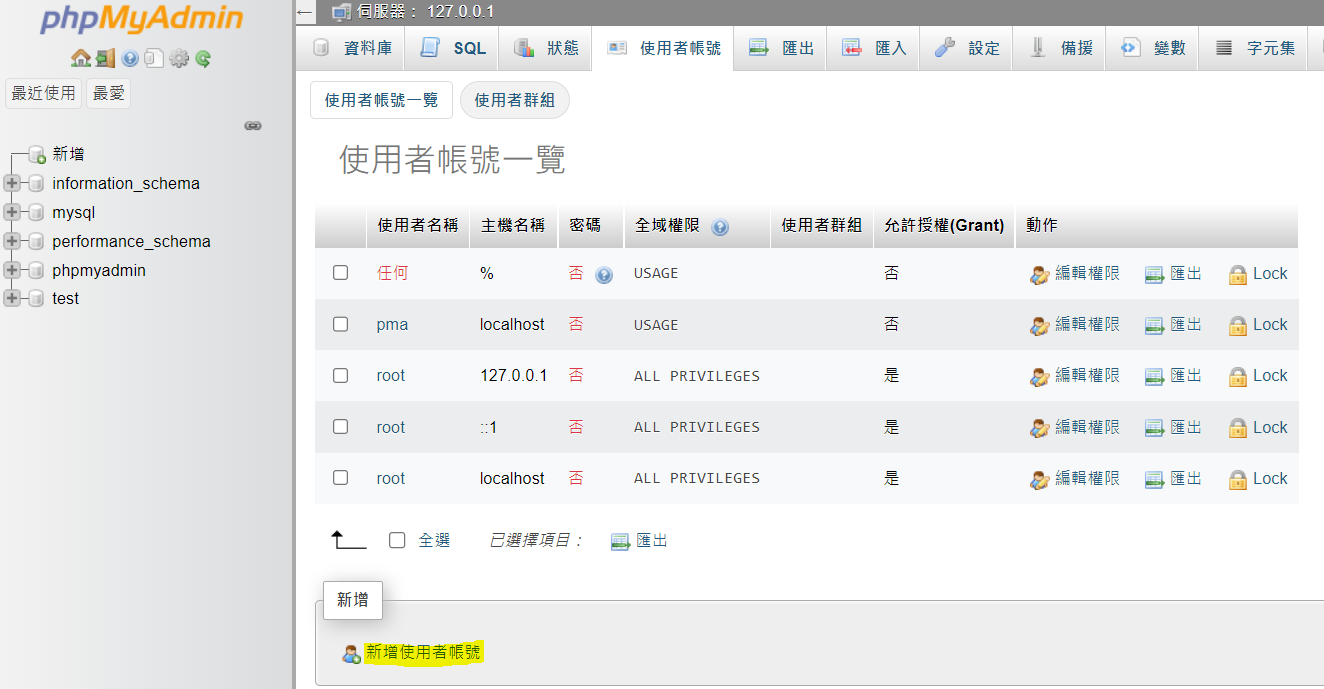 phpMyAdmin
最近使用 最愛
新增
information_schema
mysql
performance_schema
phpmyadmin
test
← 伺服器： 127.0.0.1
資料庫 SQL 狀態 使用者帳號 匯出 匯入 設定 備援 變數 字元集
使用者帳號一覽 使用者群組
使用者帳號一覽
使用者名稱 主機名稱 密碼 全域權限 使用者群組 允許授權(Grant) 動作
任何 % 否 USAGE 否 編輯權限 匯出 Lock
pma localhost 否 USAGE 否 編輯權限 匯出 Lock
root 127.0.0.1 否 ALL PRIVILEGES 是 編輯權限 匯出 Lock
root ::1 否 ALL PRIVILEGES 是 編輯權限 匯出 Lock
root localhost 否 ALL PRIVILEGES 是 編輯權限 匯出 Lock
全選 已選擇項目： 匯出
新增
新增使用者帳號